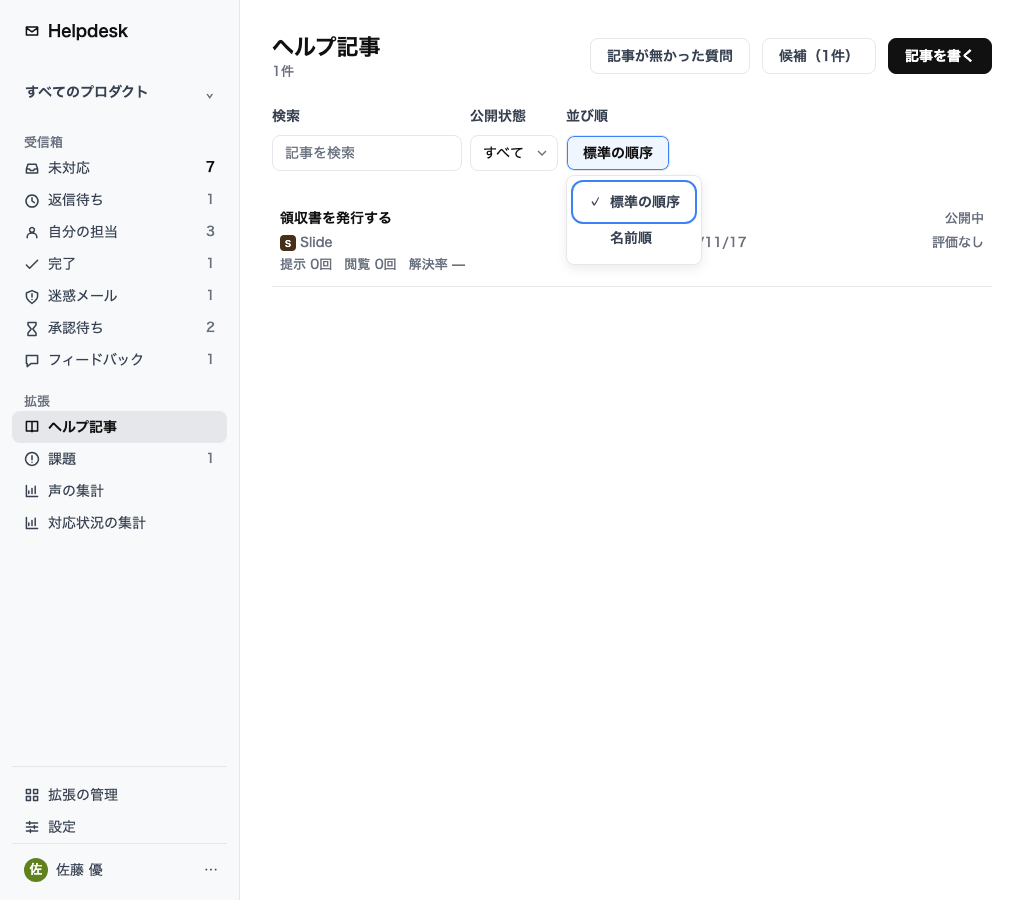 Helpdesk
すべてのプロダクト
受信箱
未対応 7
返信待ち 1
自分の担当 3
完了 1
迷惑メール 1
承認待ち 2
フィードバック 1
拡張
ヘルプ記事
課題 1
声の集計
対応状況の集計
拡張の管理
設定
佐 佐藤 優 …
ヘルプ記事
1件
記事が無かった質問
候補（1件）
記事を書く
検索
公開状態
並び順
記事を検索
すべて
標準の順序
✓ 標準の順序
名前順
領収書を発行する
公開中
S Slide
/11/17
評価なし
提示 0回 閲覧 0回 解決率 —